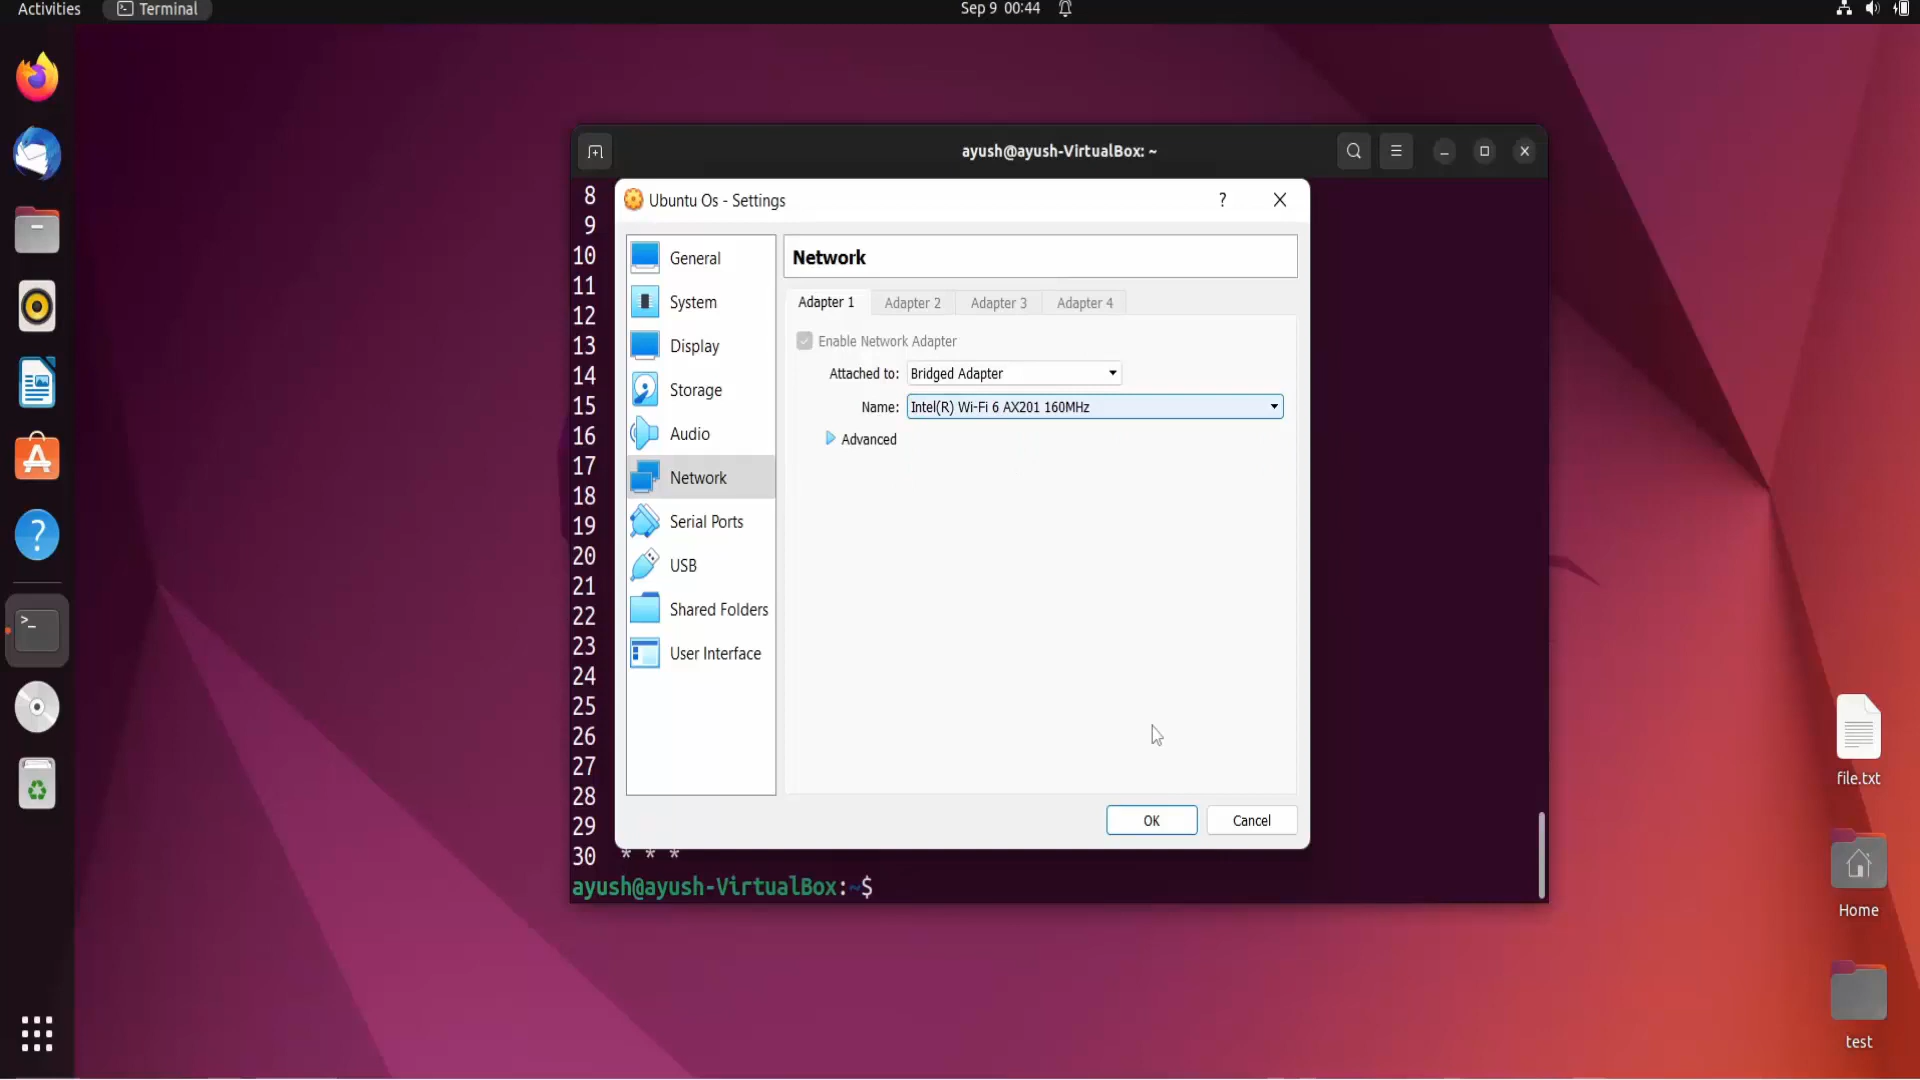 Activities
Terminal
Sep 9 00:44
ayush@ayush-VirtualBox: ~
8
9
10
11
12
13
14
15
16
17
18
19
20
21
22
23
24
25
26
27
28
29
30 * * *
ayush@ayush-VirtualBox:~$
Ubuntu Os - Settings
?
General
System
Display
Storage
Audio
Network
Serial Ports
USB
Shared Folders
User Interface
Network
Adapter 1
Adapter 2
Adapter 3
Adapter 4
Enable Network Adapter
Attached to: Bridged Adapter
Name: Intel(R) Wi-Fi 6 AX201 160MHz
Advanced
OK
Cancel
file.txt
Home
test